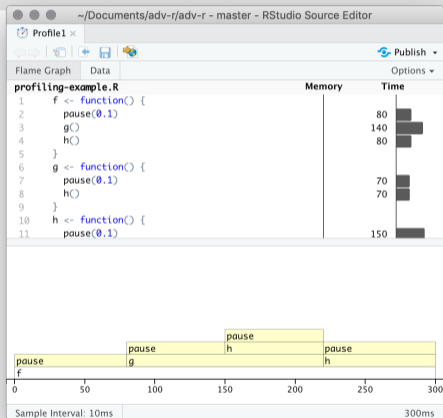 ~/Documents/adv-r/adv-r - master - RStudio Source Editor
Profile1 ×
Publish
Flame Graph Data Options
profiling-example.R Memory Time
1 f <- function() {
2 pause(0.1) 80
3 g() 140
4 h() 80
5 }
6 g <- function() {
7 pause(0.1) 70
8 h() 70
9 }
10 h <- function() {
11 pause(0.1) 150
pause
pause h pause
pause g h
f
0 50 100 150 200 250 300
Sample Interval: 10ms 300ms